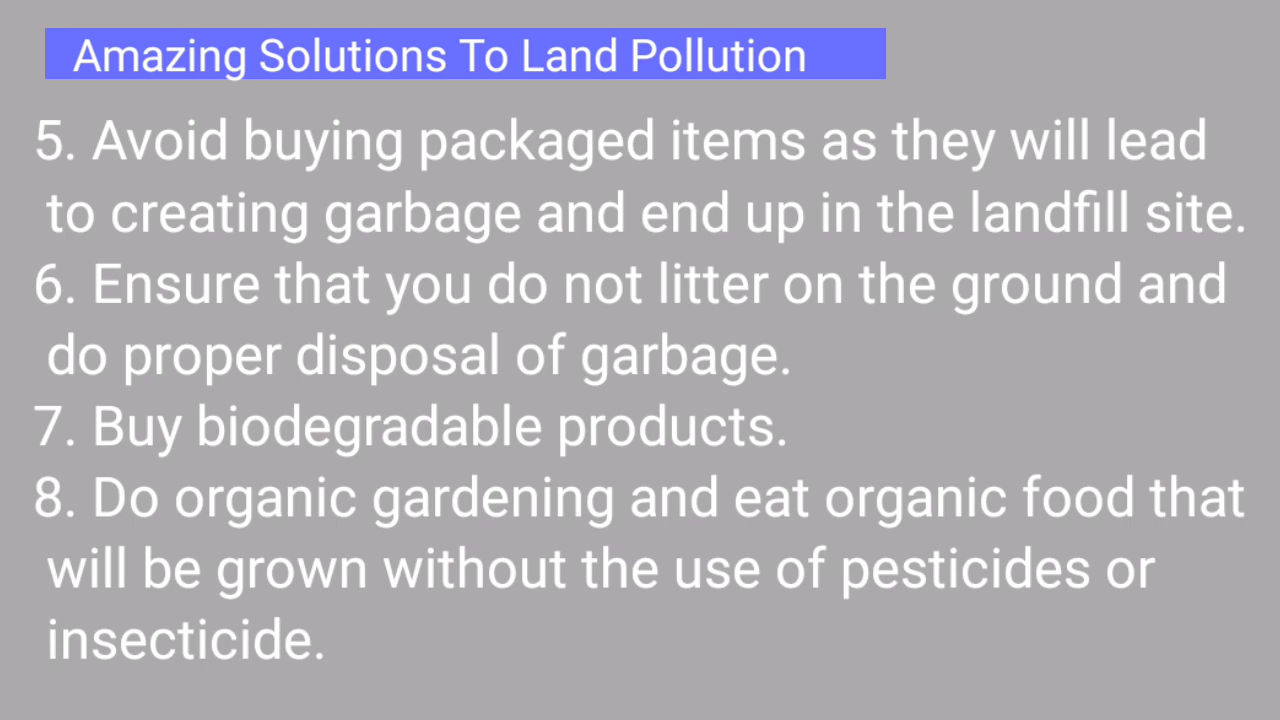 Amazing Solutions To Land Pollution
5. Avoid buying packaged items as they will lead
to creating garbage and end up in the landfill site.
6. Ensure that you do not litter on the ground and
do proper disposal of garbage.
7. Buy biodegradable products.
8. Do organic gardening and eat organic food that
will be grown without the use of pesticides or
insecticide.